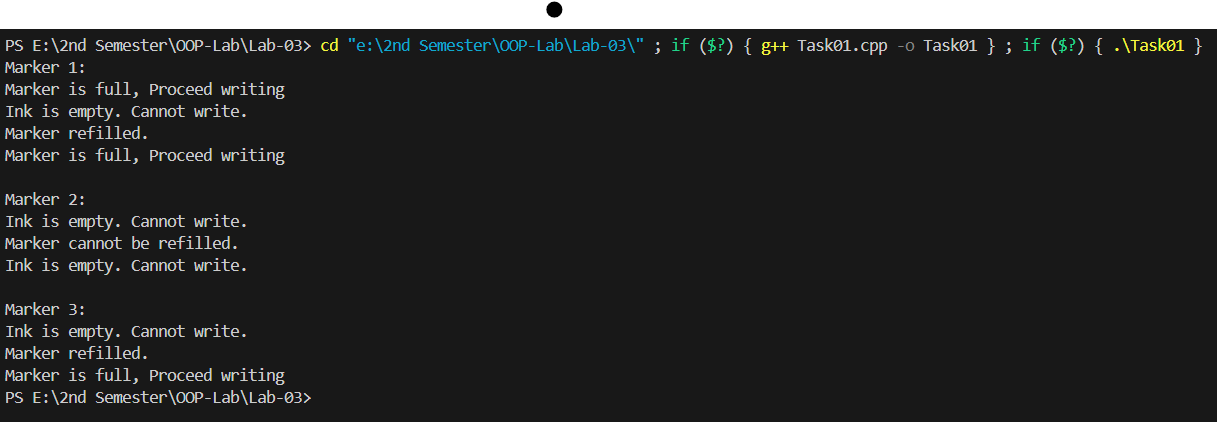 PS E:\2nd Semester\OOP-Lab\Lab-03> cd "e:\2nd Semester\OOP-Lab\Lab-03\" ; if ($?) { g++ Task01.cpp -o Task01 } ; if ($?) { .\Task01 }
Marker 1:
Marker is full, Proceed writing
Ink is empty. Cannot write.
Marker refilled.
Marker is full, Proceed writing

Marker 2:
Ink is empty. Cannot write.
Marker cannot be refilled.
Ink is empty. Cannot write.

Marker 3:
Ink is empty. Cannot write.
Marker refilled.
Marker is full, Proceed writing
PS E:\2nd Semester\OOP-Lab\Lab-03>